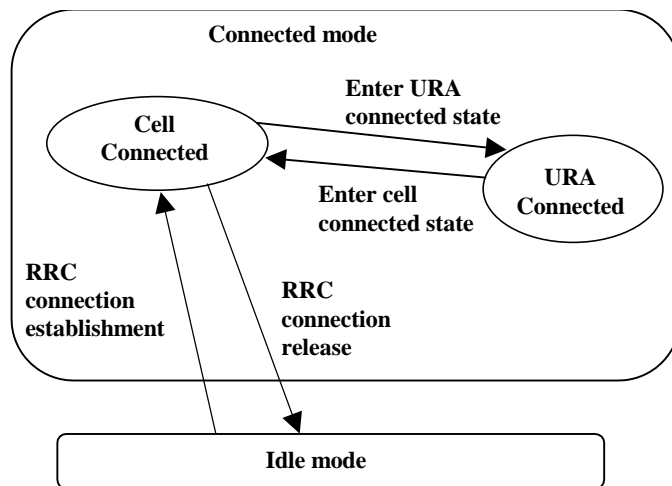 Connected mode
Enter URA
connected state
Cell
Connected
URA
Connected
Enter cell
connected state
RRC
connection
establishment
RRC
connection
release
Idle mode